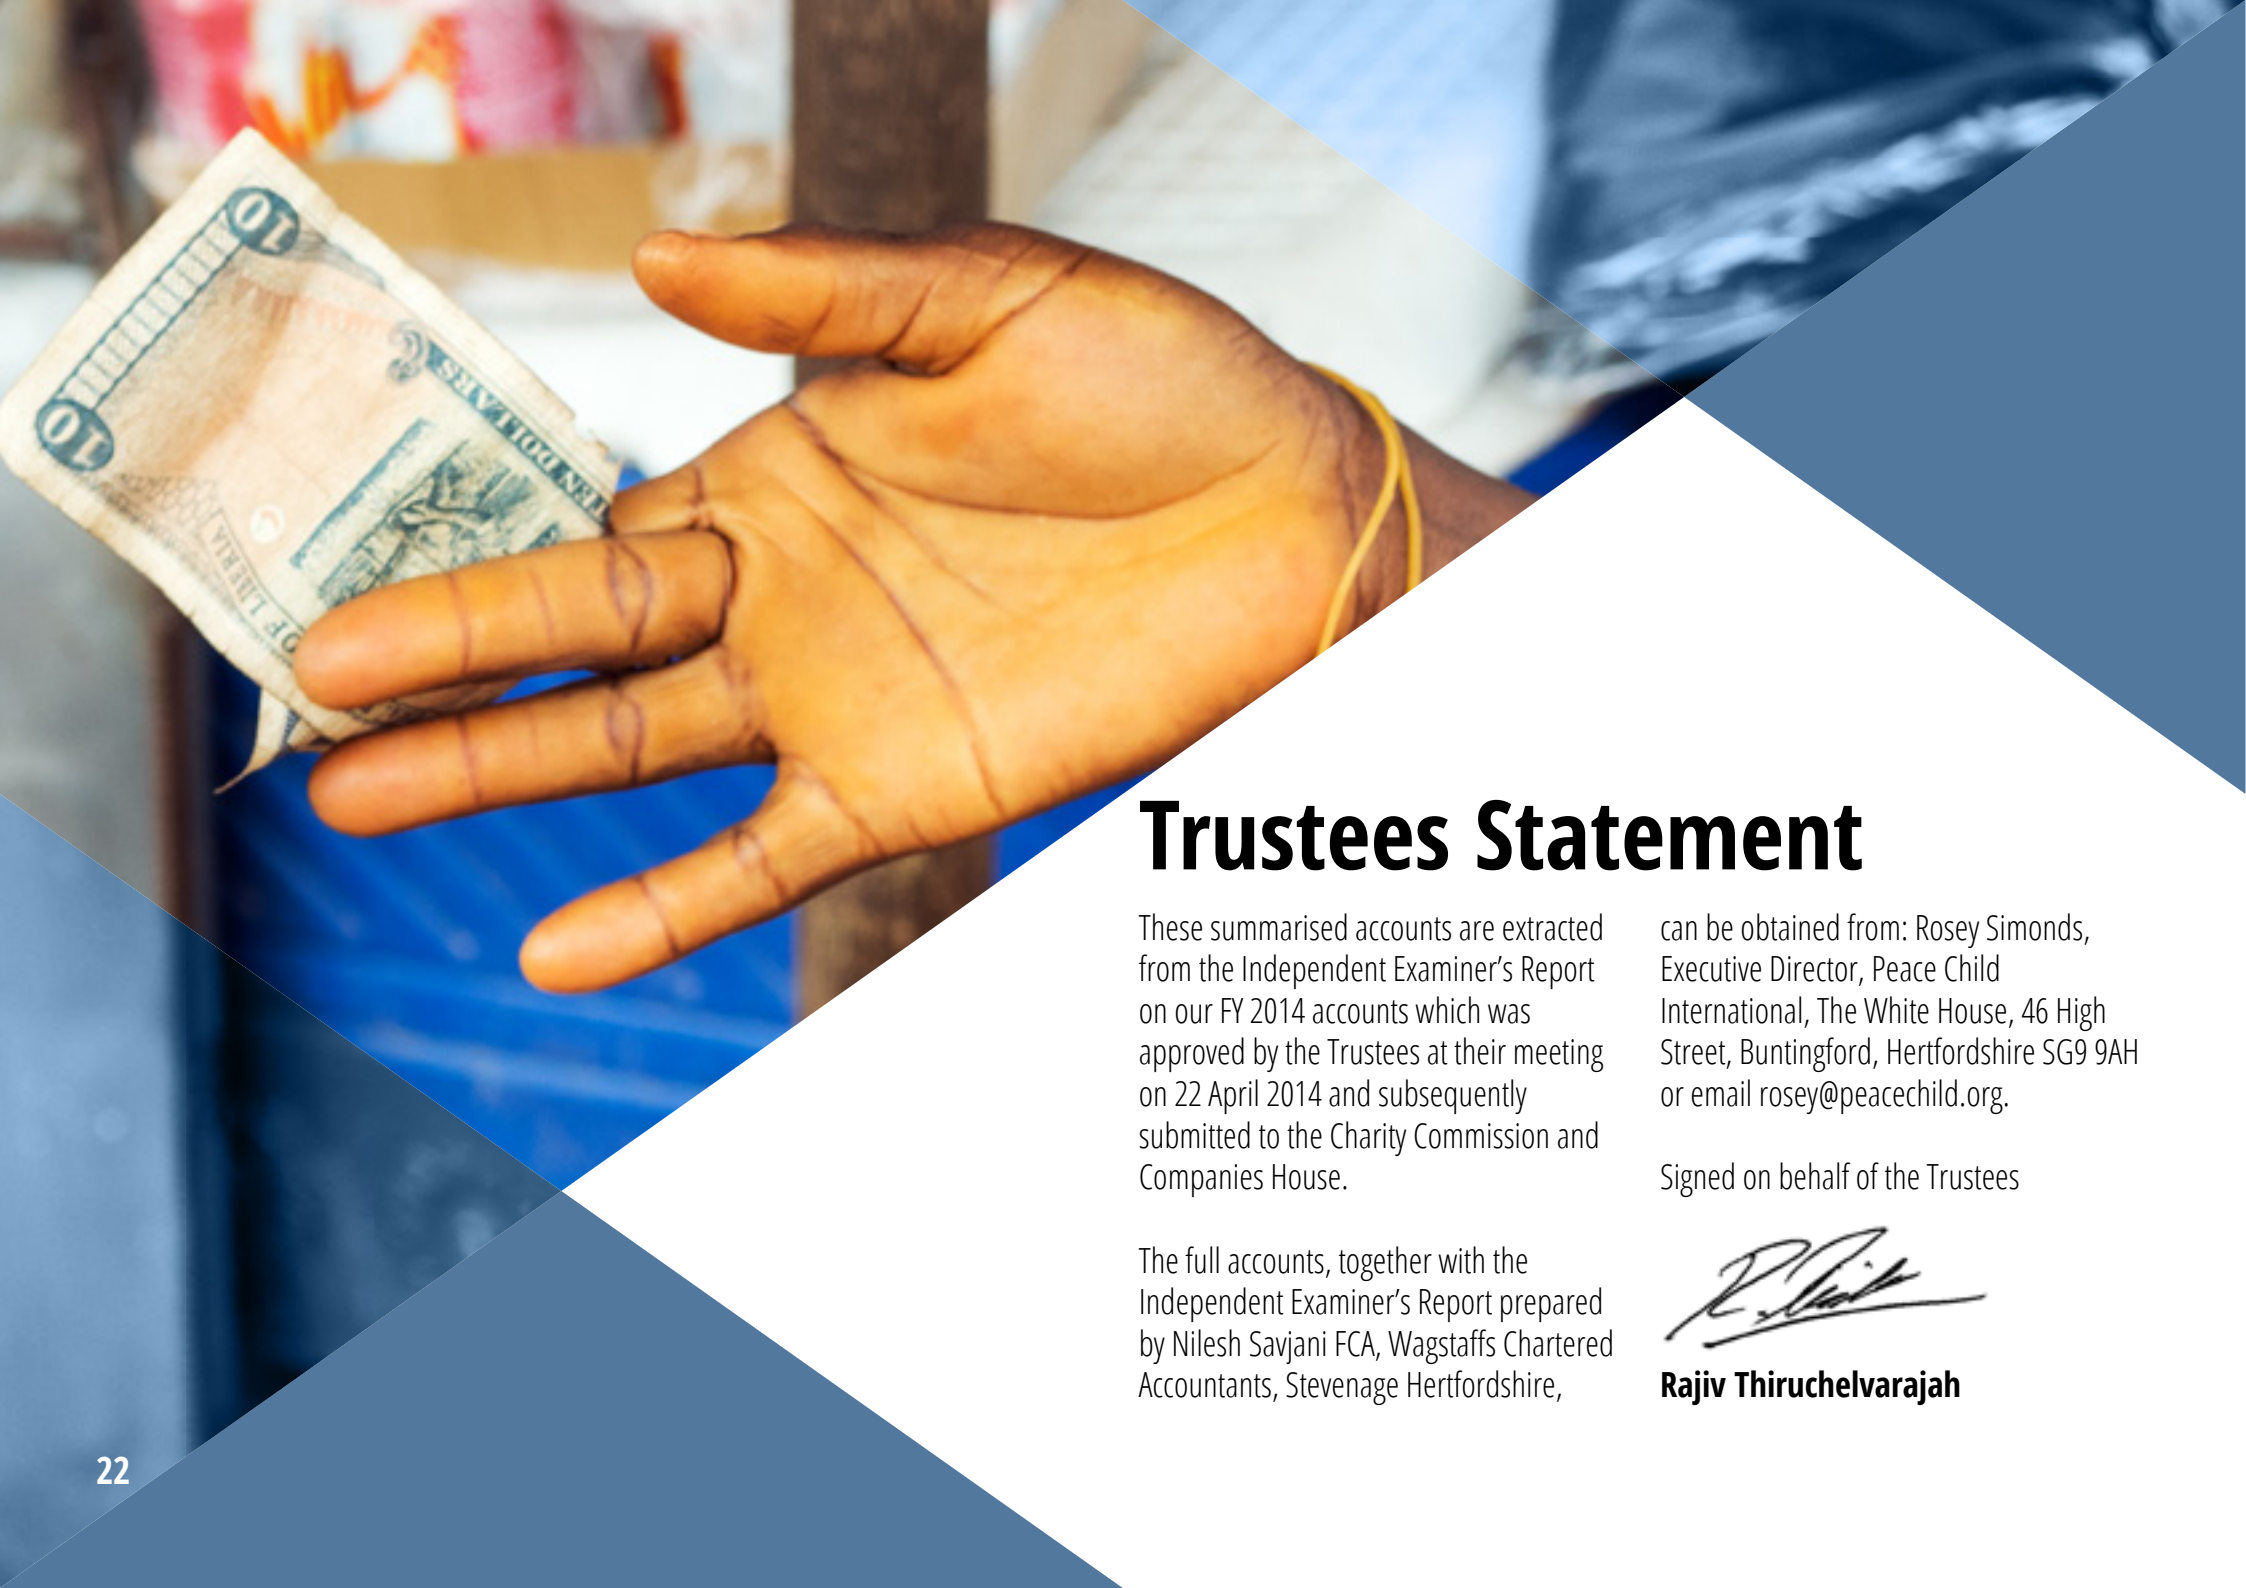 10
10
TEN DOLLARS
OF LIBERIA
Trustees Statement
These summarised accounts are extracted
from the Independent Examiner’s Report
on our FY 2014 accounts which was
approved by the Trustees at their meeting
on 22 April 2014 and subsequently
submitted to the Charity Commission and
Companies House.
The full accounts, together with the
Independent Examiner’s Report prepared
by Nilesh Savjani FCA, Wagstaffs Chartered
Accountants, Stevenage Hertfordshire,
can be obtained from: Rosey Simonds,
Executive Director, Peace Child
International, The White House, 46 High
Street, Buntingford, Hertfordshire SG9 9AH
or email rosey@peacechild.org.
Signed on behalf of the Trustees
Rajiv Thiruchelvarajah
22